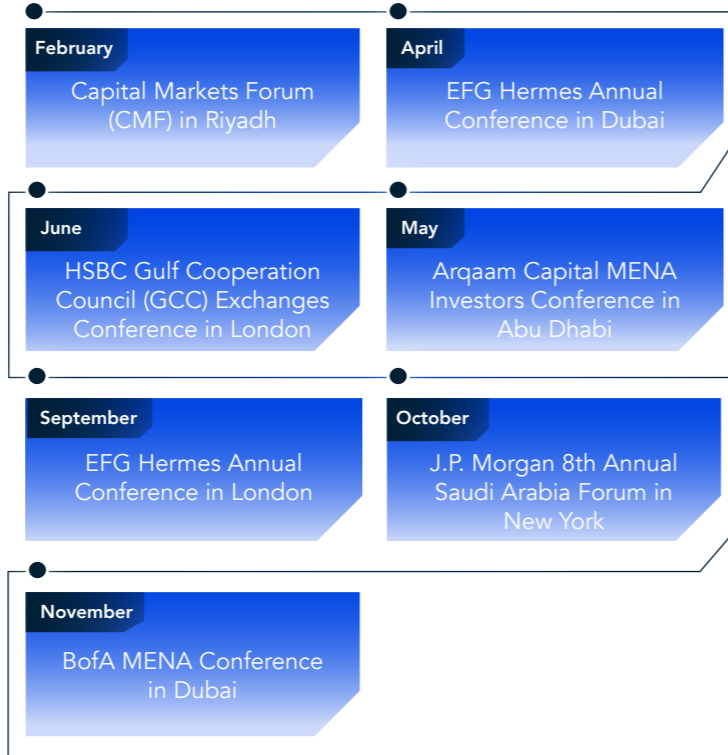 February
Capital Markets Forum
(CMF) in Riyadh
April
EFG Hermes Annual
Conference in Dubai
May
Arqaam Capital MENA
Investors Conference in
Abu Dhabi
June
HSBC Gulf Cooperation
Council (GCC) Exchanges
Conference in London
September
EFG Hermes Annual
Conference in London
October
J.P. Morgan 8th Annual
Saudi Arabia Forum in
New York
November
BofA MENA Conference
in Dubai